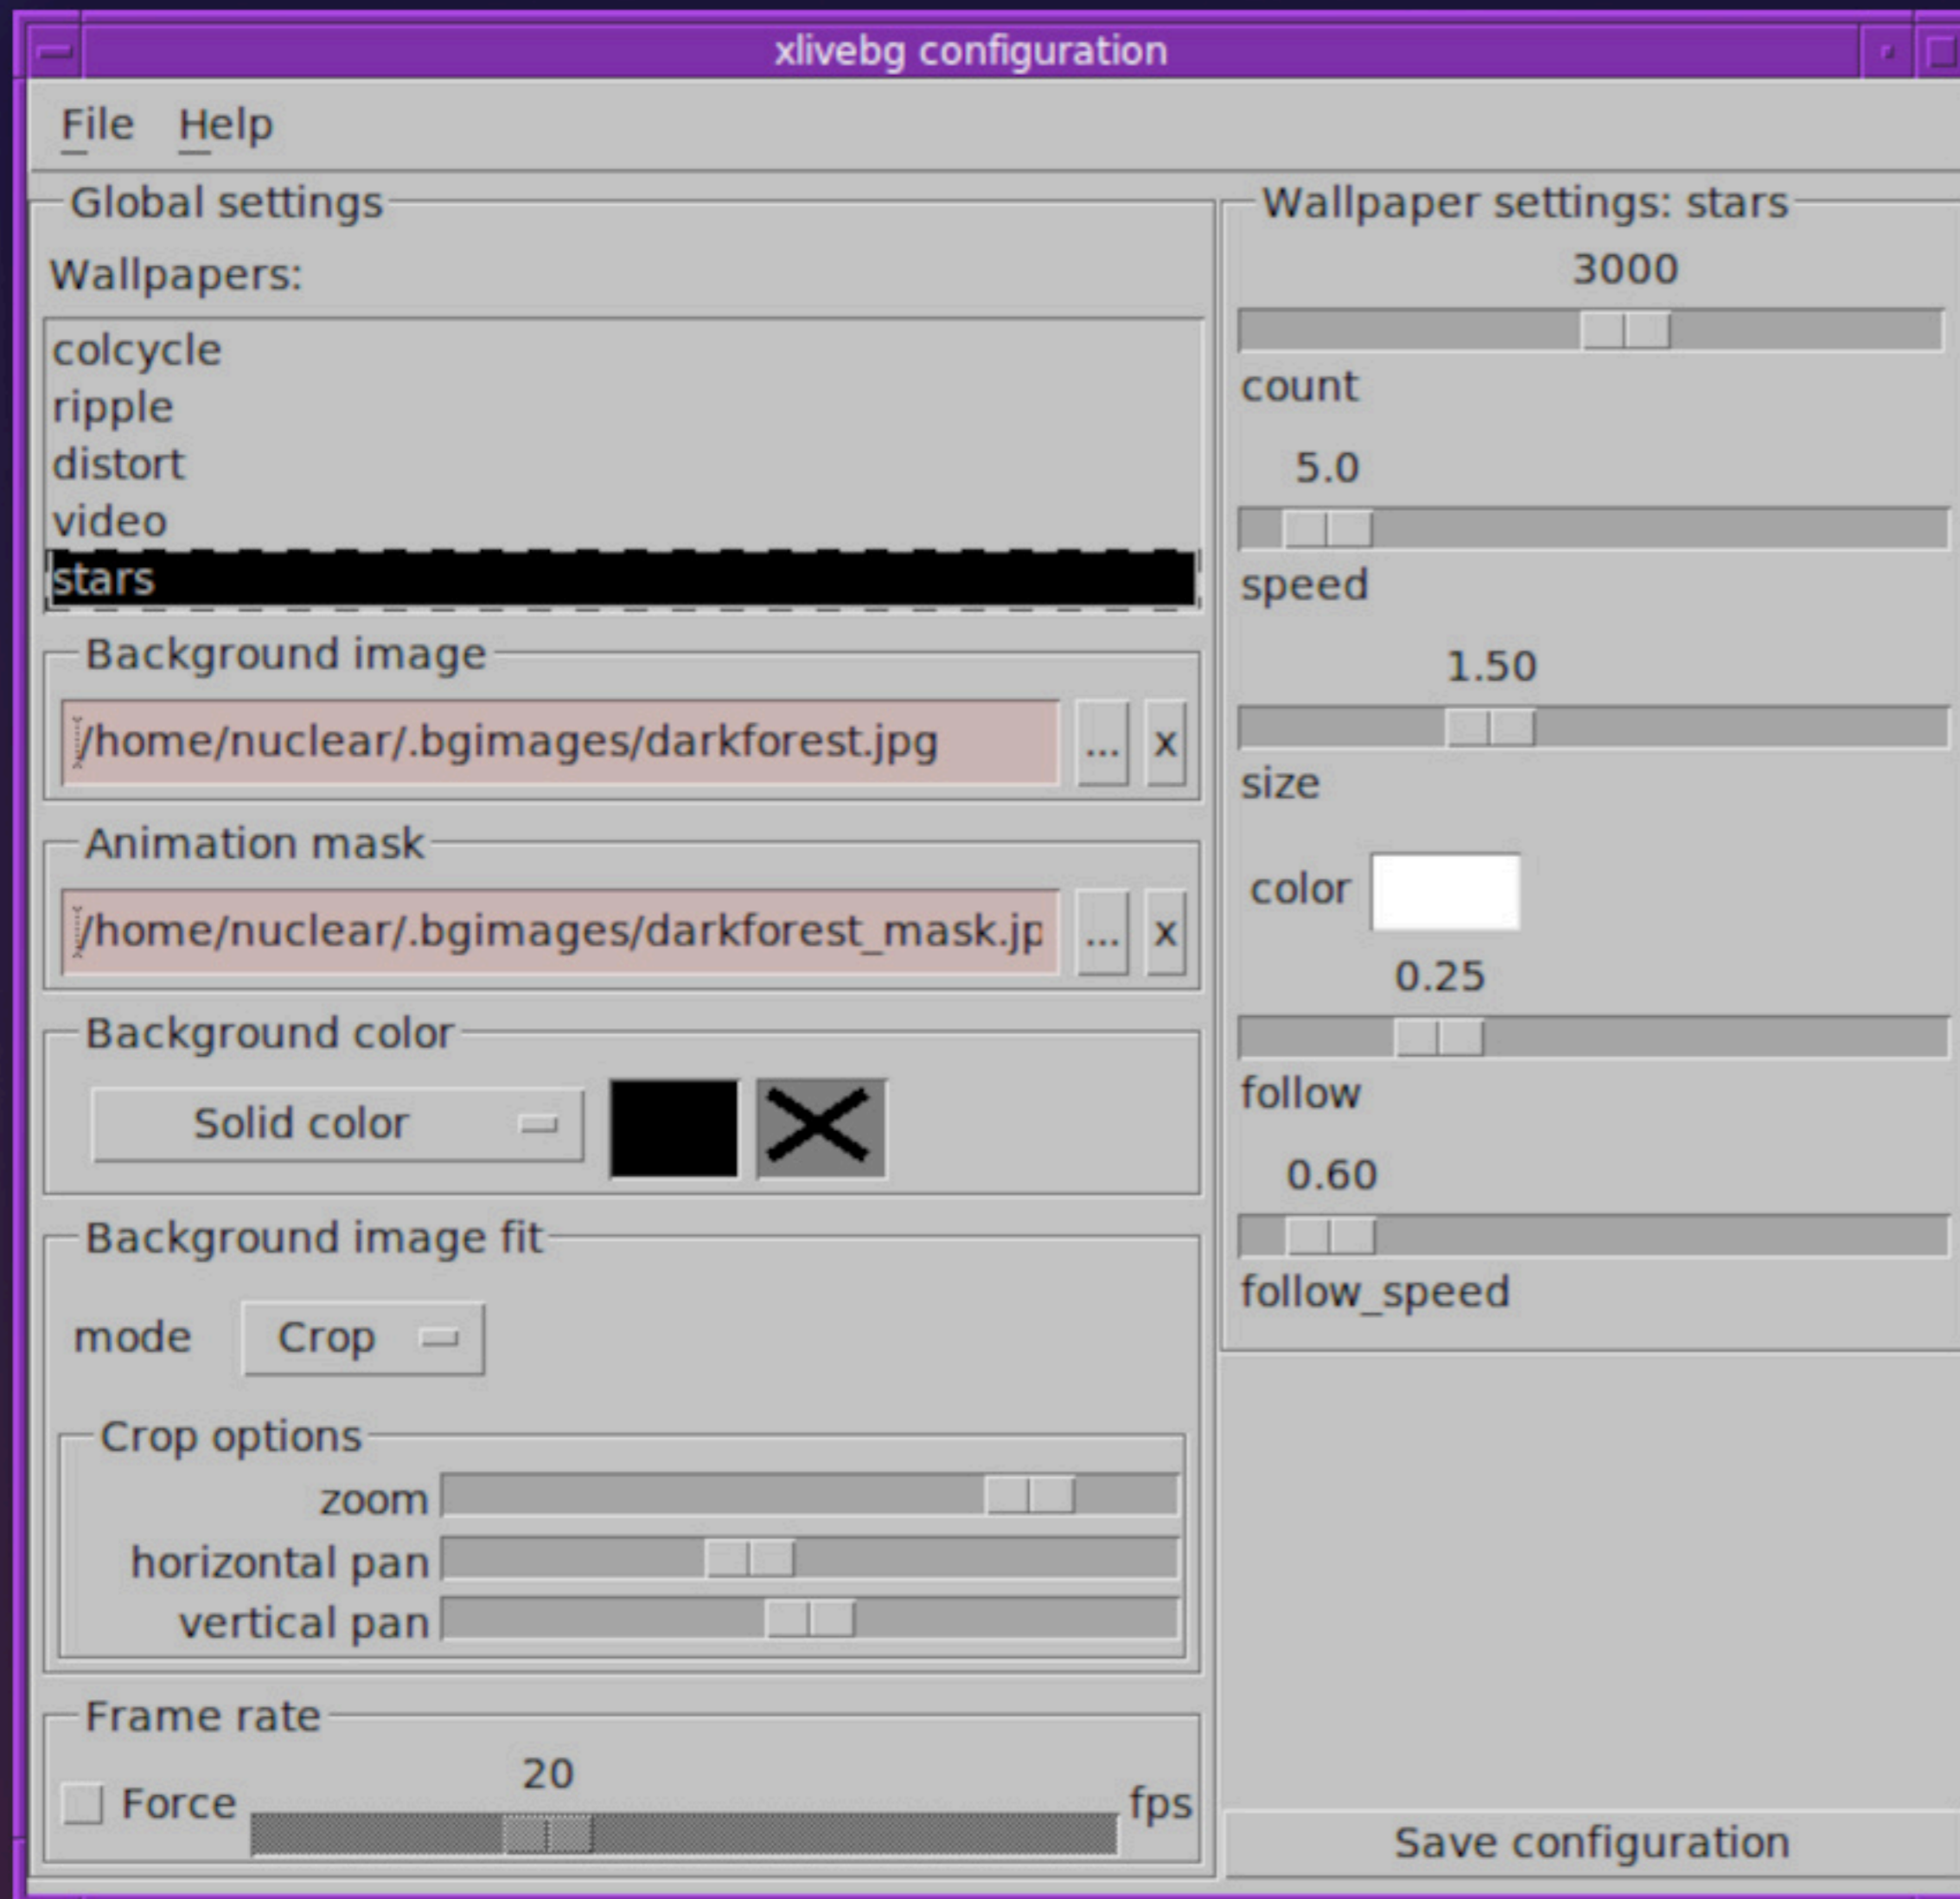 xlivebg configuration
File Help
Global settings
Wallpapers:
colcycle
ripple
distort
video
stars
Background image
/home/nuclear/.bgimages/darkforest.jpg ... x
Animation mask
/home/nuclear/.bgimages/darkforest_mask.jp ... x
Background color
Solid color
Background image fit
mode Crop
Crop options
zoom
horizontal pan
vertical pan
Frame rate
20
Force fps
Wallpaper settings: stars
3000
count
5.0
speed
1.50
size
color
0.25
follow
0.60
follow_speed
Save configuration